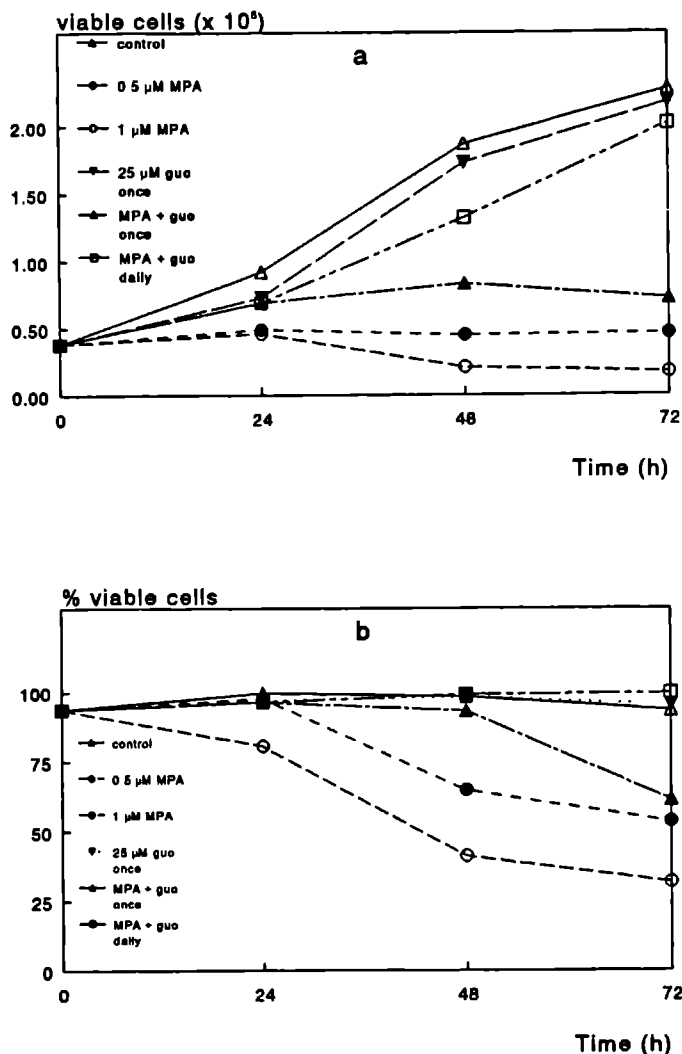 viable cells (x 10⁶)
a
control
0 5 µM MPA
1 µM MPA
25 µM guo
once
MPA + guo
once
MPA + guo
daily
2.00
1.50
1.00
0.50
0.00
0
24
48
72
Time (h)
% viable cells
b
100
75
50
25
0
control
0 5 µM MPA
1 µM MPA
25 µM guo
once
MPA + guo
once
MPA + guo
daily
0
24
48
72
Time (h)